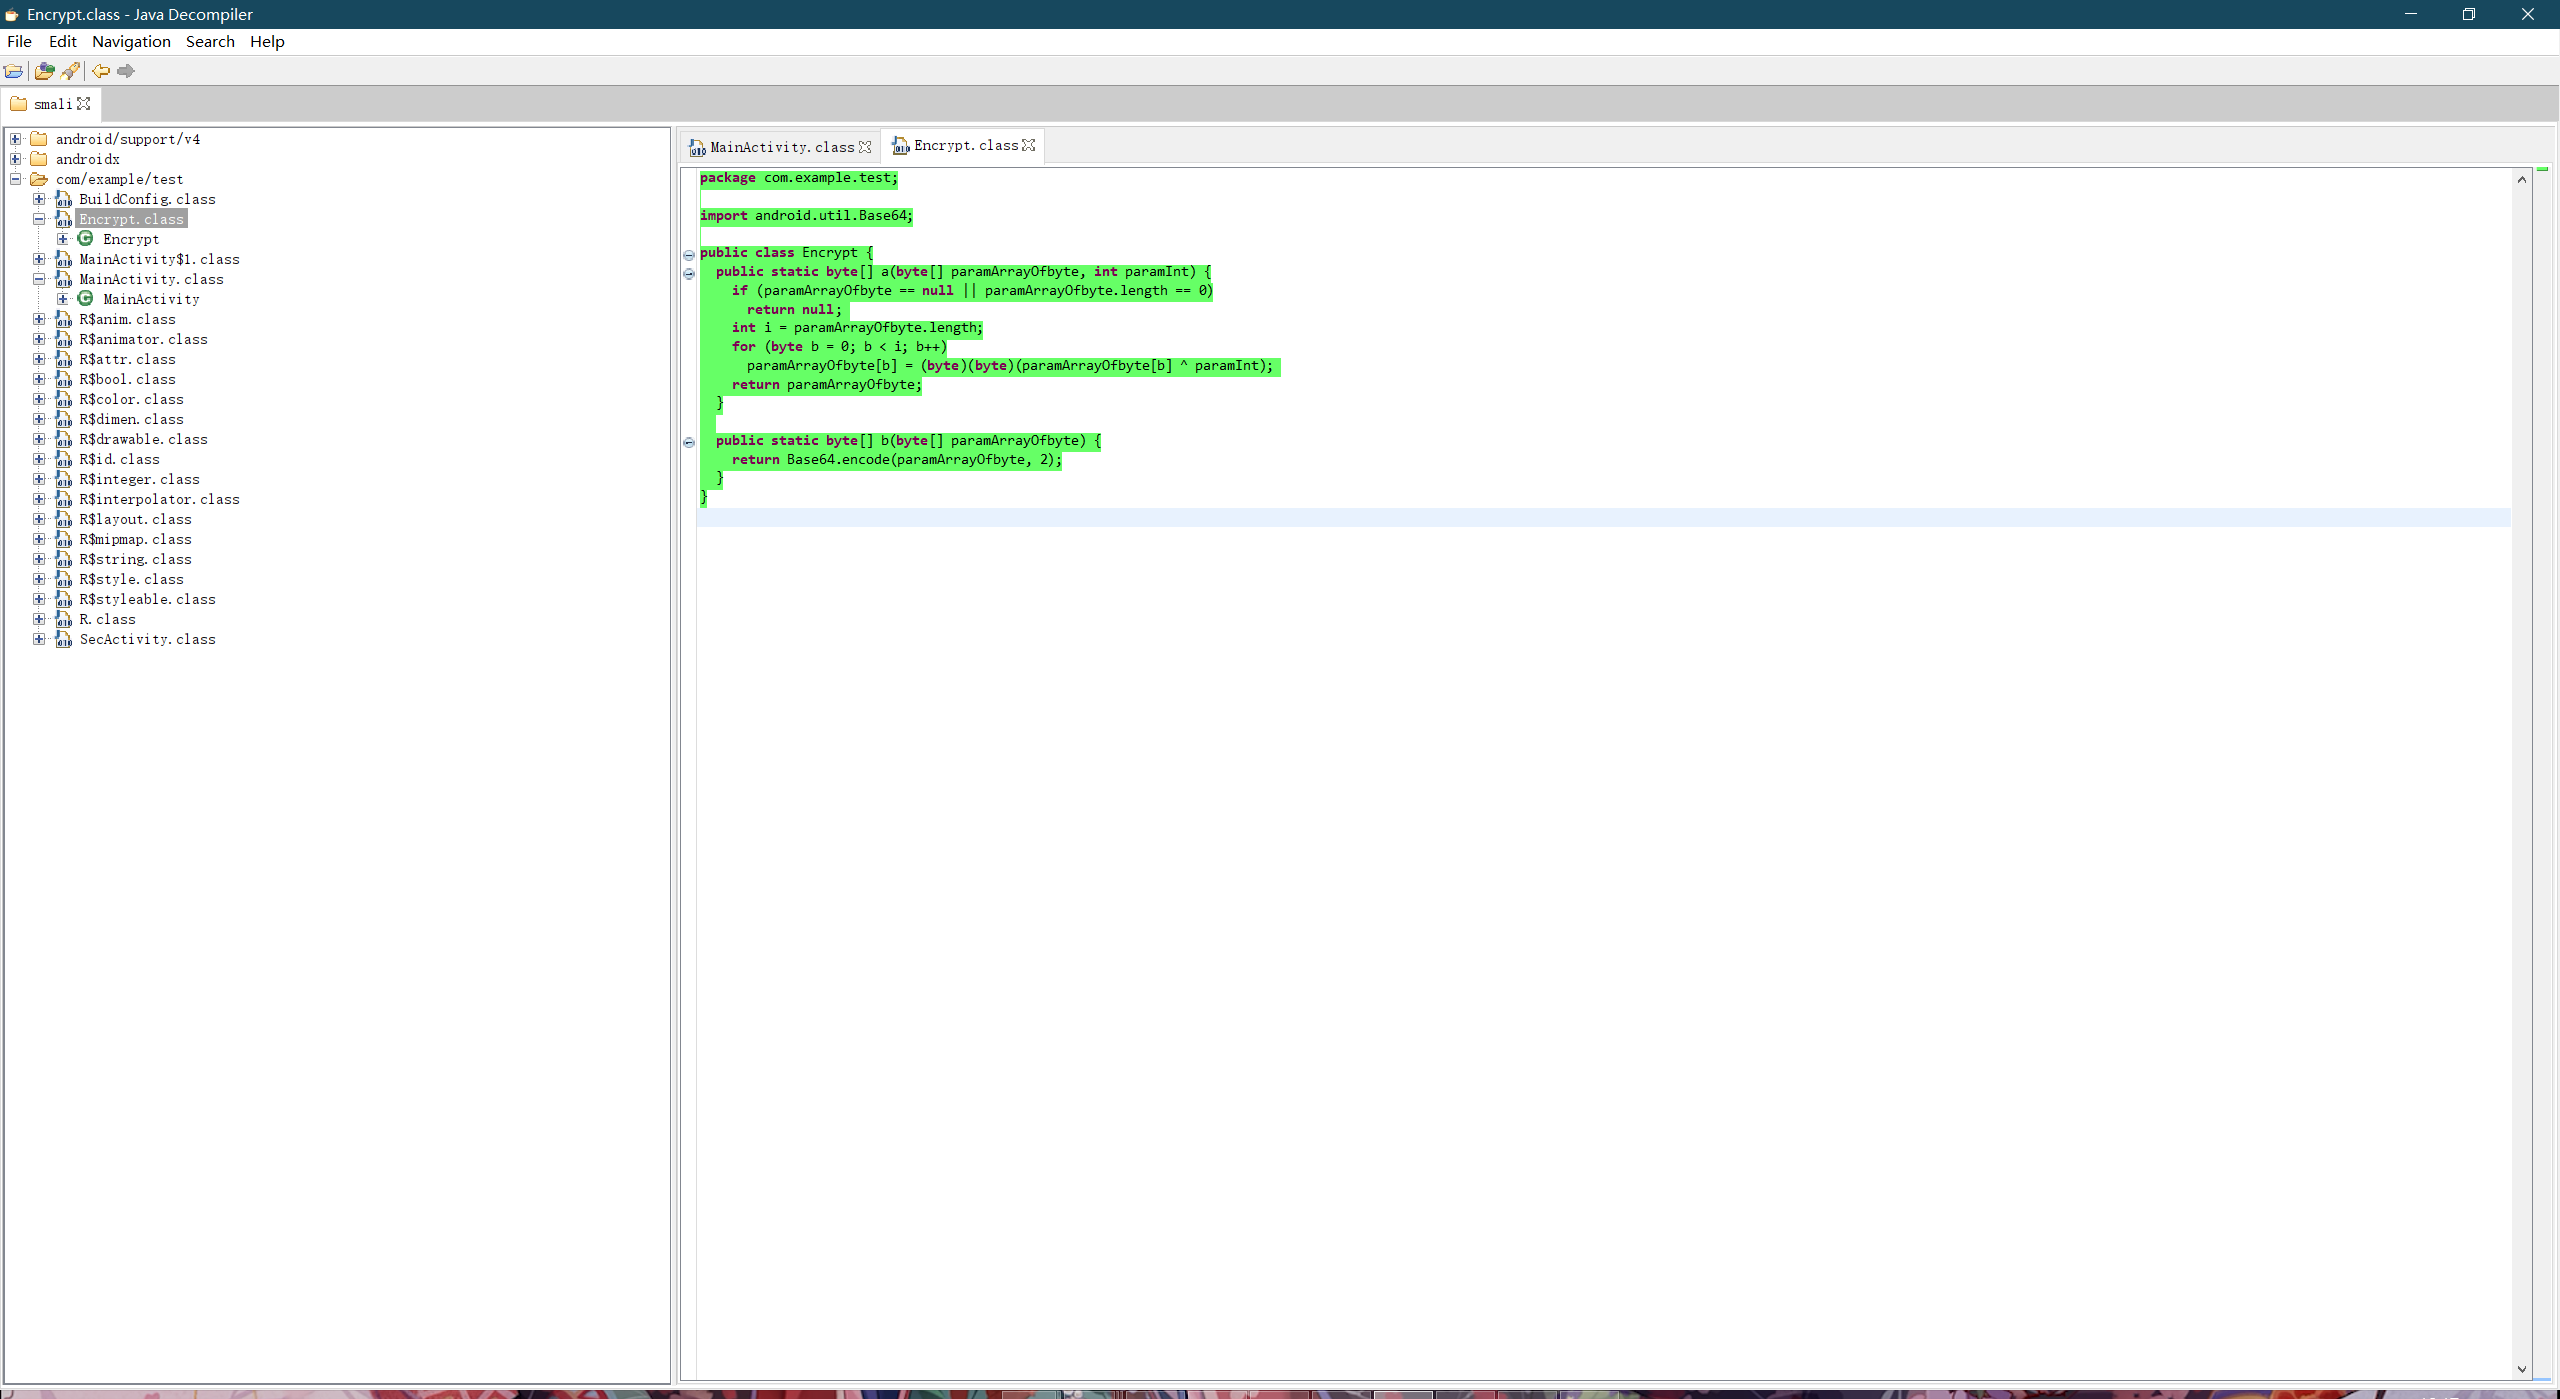 Encrypt.class - Java Decompiler
File Edit Navigation Search Help
smali
android/support/v4
androidx
com/example/test
BuildConfig.class
Encrypt.class
Encrypt
MainActivity$1.class
MainActivity.class
MainActivity
R$anim.class
R$animator.class
R$attr.class
R$bool.class
R$color.class
R$dimen.class
R$drawable.class
R$id.class
R$integer.class
R$interpolator.class
R$layout.class
R$mipmap.class
R$string.class
R$style.class
R$styleable.class
R.class
SecActivity.class
MainActivity.class Encrypt.class
package com.example.test;
import android.util.Base64;
public class Encrypt {
public static byte[] a(byte[] paramArrayOfbyte, int paramInt) {
if (paramArrayOfbyte == null || paramArrayOfbyte.length == 0)
return null;
int i = paramArrayOfbyte.length;
for (byte b = 0; b < i; b++)
paramArrayOfbyte[b] = (byte)(byte)(paramArrayOfbyte[b] ^ paramInt);
return paramArrayOfbyte;
}
public static byte[] b(byte[] paramArrayOfbyte) {
return Base64.encode(paramArrayOfbyte, 2);
}
}